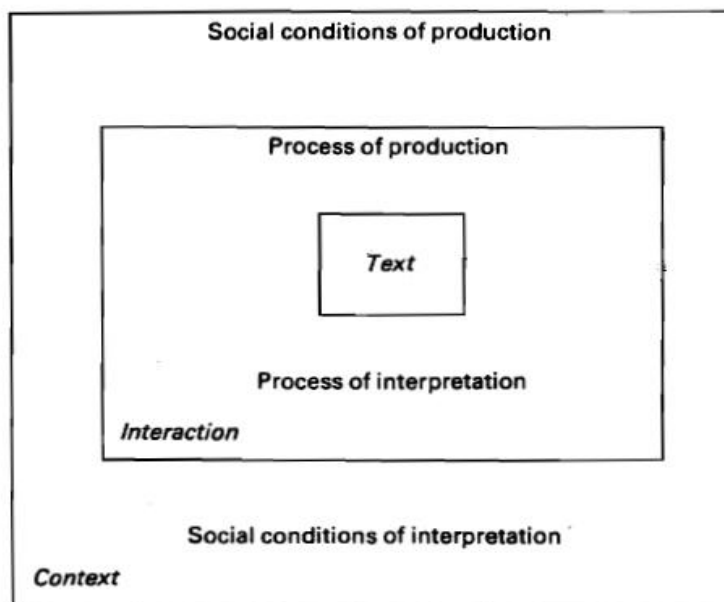 Social conditions of production
Process of production
Text
Process of interpretation
Interaction
Social conditions of interpretation
Context